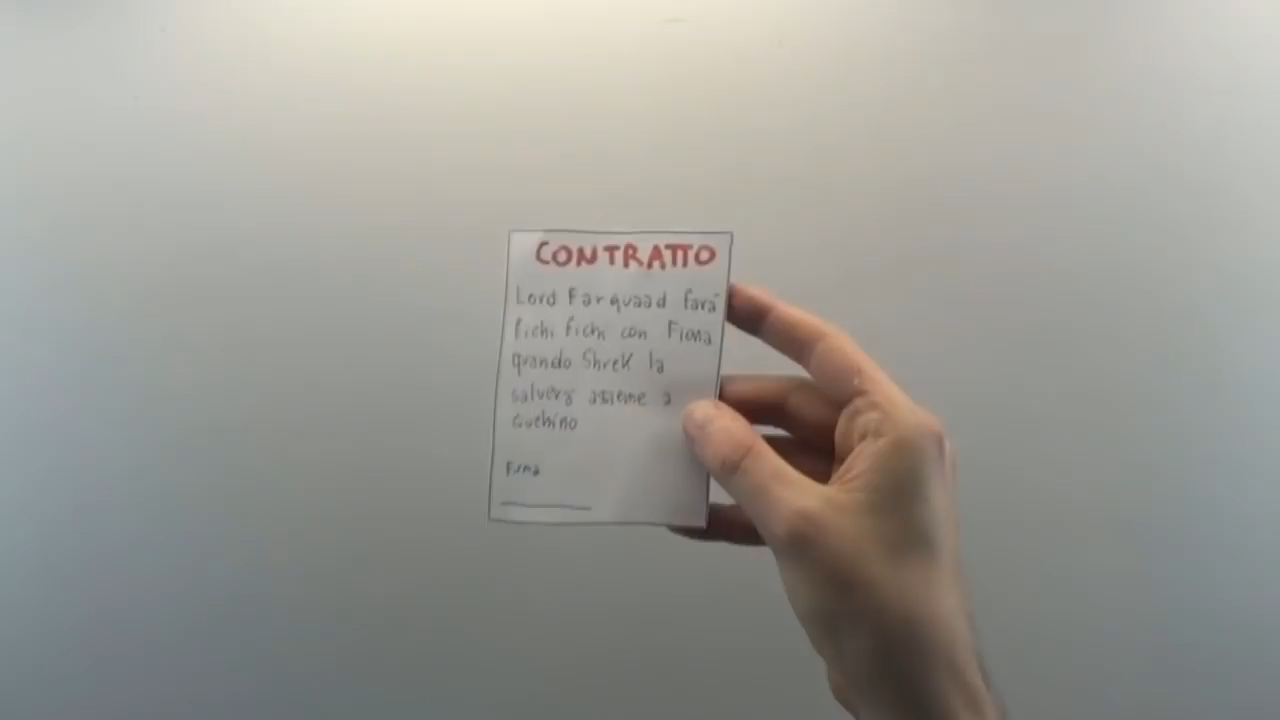 CONTRATTO
Lord Farquaad farà
fichi fichi con Fiona
quando Shrek la
salverà assieme a
Ciuchino
Firma